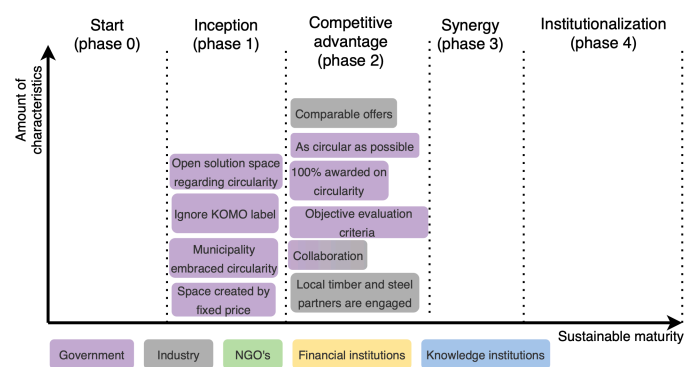 Start
(phase 0)
Inception
(phase 1)
Competitive
advantage
(phase 2)
Synergy
(phase 3)
Institutionalization
(phase 4)
Amount of
characteristics
Comparable offers
As circular as possible
Open solution space
regarding circularity
100% awarded on
circularity
Ignore KOMO label
Objective evaluation
criteria
Municipality
embraced circularity
Collaboration
Space created by
fixed price
Local timber and steel
partners are engaged
Sustainable maturity
Government
Industry
NGO's
Financial institutions
Knowledge institutions